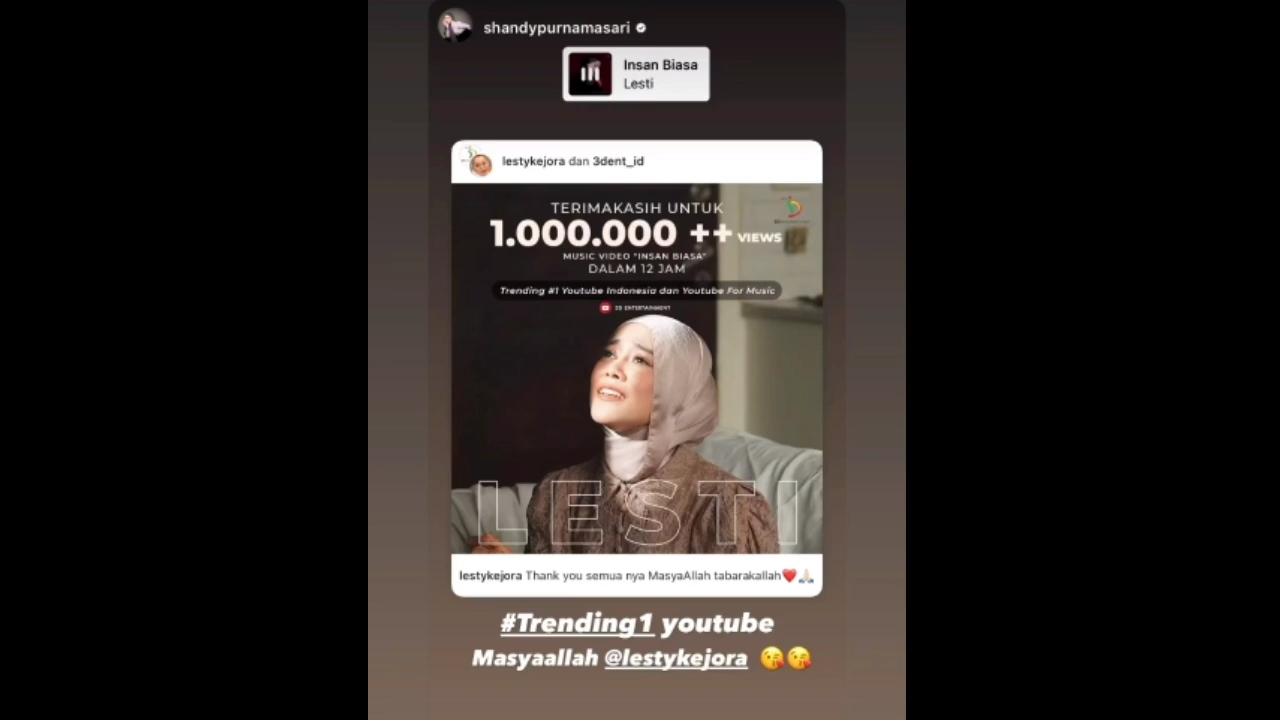 shandypurnamasari
Insan Biasa
Lesti
lestykejora dan 3dent_id
TERIMAKASIH UNTUK
1.000.000 ++ VIEWS
MUSIC VIDEO "INSAN BIASA"
DALAM 12 JAM
Trending #1 Youtube Indonesia dan Youtube For Music
3D ENTERTAINMENT
LESTI
lestykejora Thank you semua nya MasyaAllah tabarakallah❤️🙏🏻
#Trending1 youtube
Masyaallah @lestykejora 😘😘